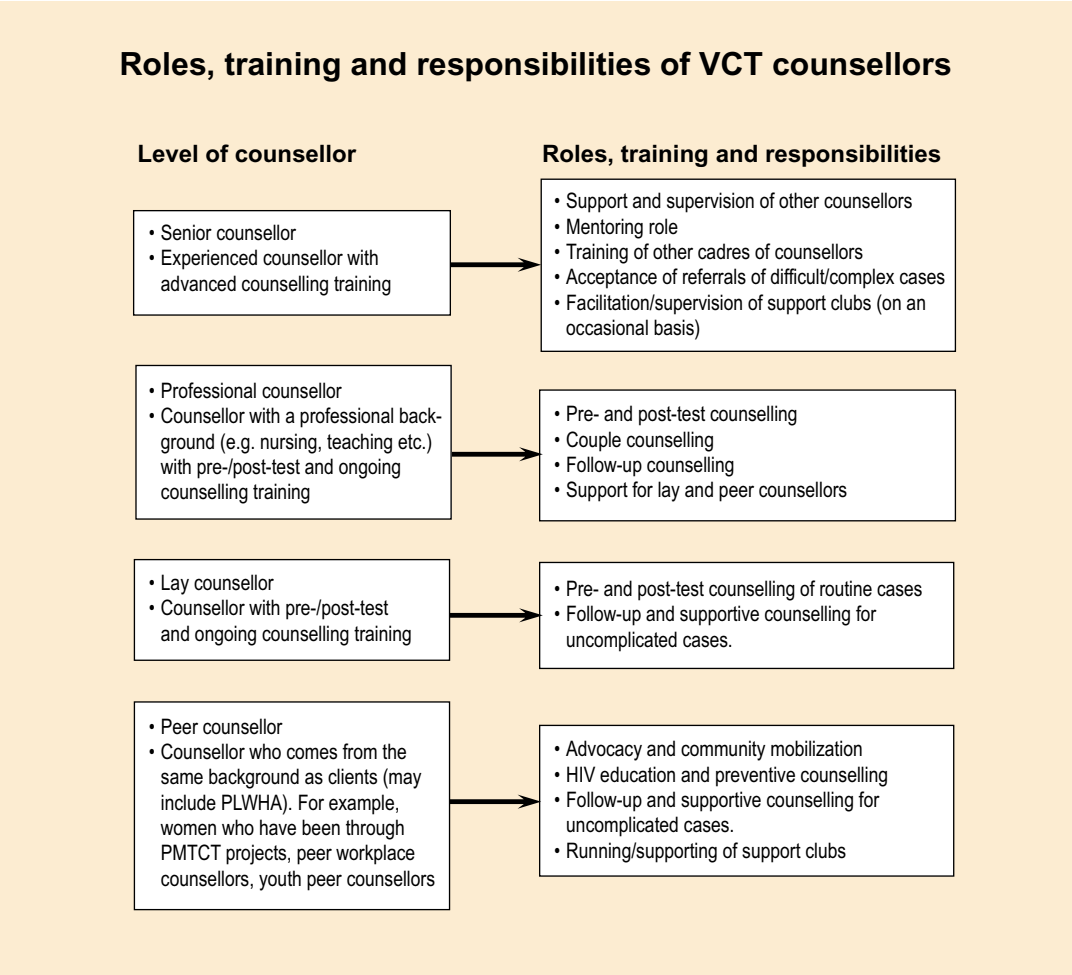 Roles, training and responsibilities of VCT counsellors
Level of counsellor
Roles, training and responsibilities
• Senior counsellor
• Experienced counsellor with
advanced counselling training
• Support and supervision of other counsellors
• Mentoring role
• Training of other cadres of counsellors
• Acceptance of referrals of difficult/complex cases
• Facilitation/supervision of support clubs (on an
occasional basis)
• Professional counsellor
• Counsellor with a professional back-
ground (e.g. nursing, teaching etc.)
with pre-/post-test and ongoing
counselling training
• Pre- and post-test counselling
• Couple counselling
• Follow-up counselling
• Support for lay and peer counsellors
• Lay counsellor
• Counsellor with pre-/post-test
and ongoing counselling training
• Pre- and post-test counselling of routine cases
• Follow-up and supportive counselling for
uncomplicated cases.
• Peer counsellor
• Counsellor who comes from the
same background as clients (may
include PLWHA). For example,
women who have been through
PMTCT projects, peer workplace
counsellors, youth peer counsellors
• Advocacy and community mobilization
• HIV education and preventive counselling
• Follow-up and supportive counselling for
uncomplicated cases.
• Running/supporting of support clubs